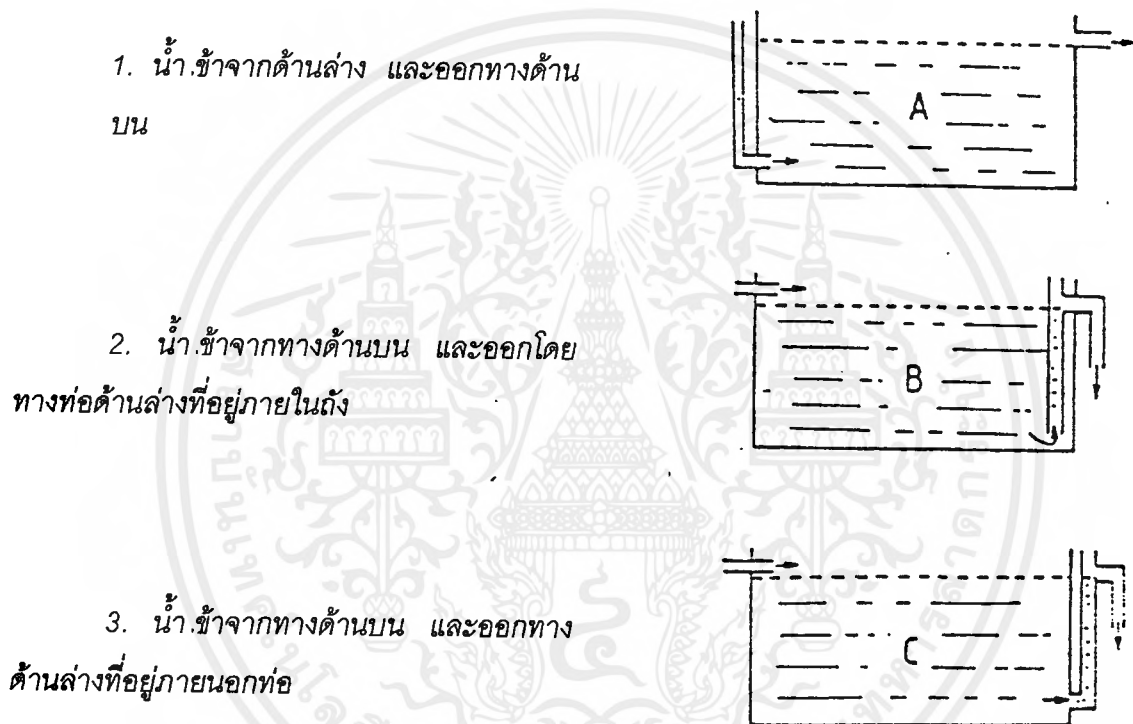 1. น้ำ.ข้าจากด้านล่าง และออกทางด้าน
บน
A
2. น้ำ.ข้าจากทางด้านบน และออกโดย
ทางท่อด้านล่างที่อยู่ภายในถัง
B
3. น้ำ.ข้าจากทางด้านบน และออกทาง
ด้านล่างที่อยู่ภายนอกท่อ
C